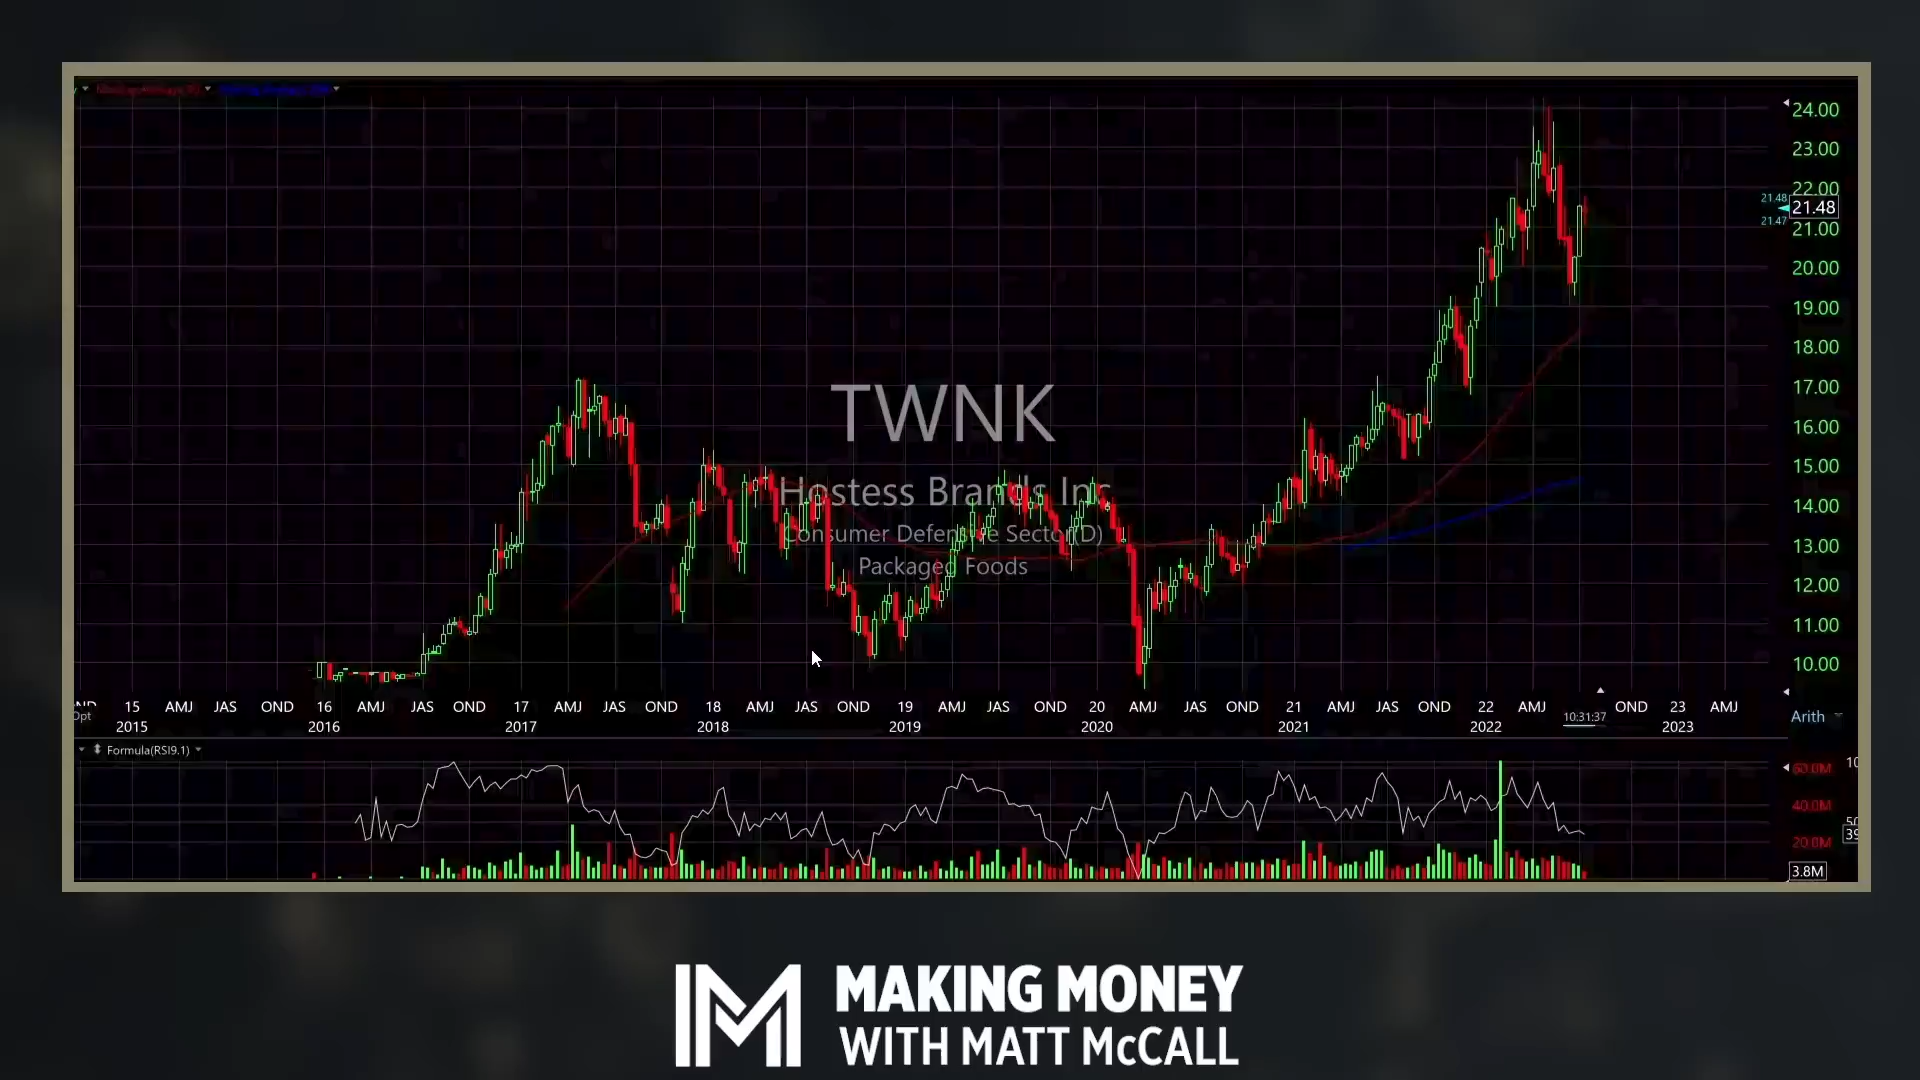 24.00
23.00
22.00
21.48
21.48
21.47
21.00
20.00
19.00
18.00
17.00
16.00
15.00
14.00
13.00
12.00
11.00
10.00
TWNK
Hostess Brands Inc
Consumer Defensive Sector(D)
Packaged Foods
15 AMJ JAS OND 16 AMJ JAS OND 17 AMJ JAS OND 18 AMJ JAS OND 19 AMJ JAS OND 20 AMJ JAS OND 21 AMJ JAS OND 22 AMJ 10:31:37 OND 23 AMJ
Opt 2015 2016 2017 2018 2019 2020 2021 2022 2023
Arith
Formula(RSI9.1)
60.0M
40.0M
20.0M
3.8M
MAKING MONEY
WITH MATT McCALL